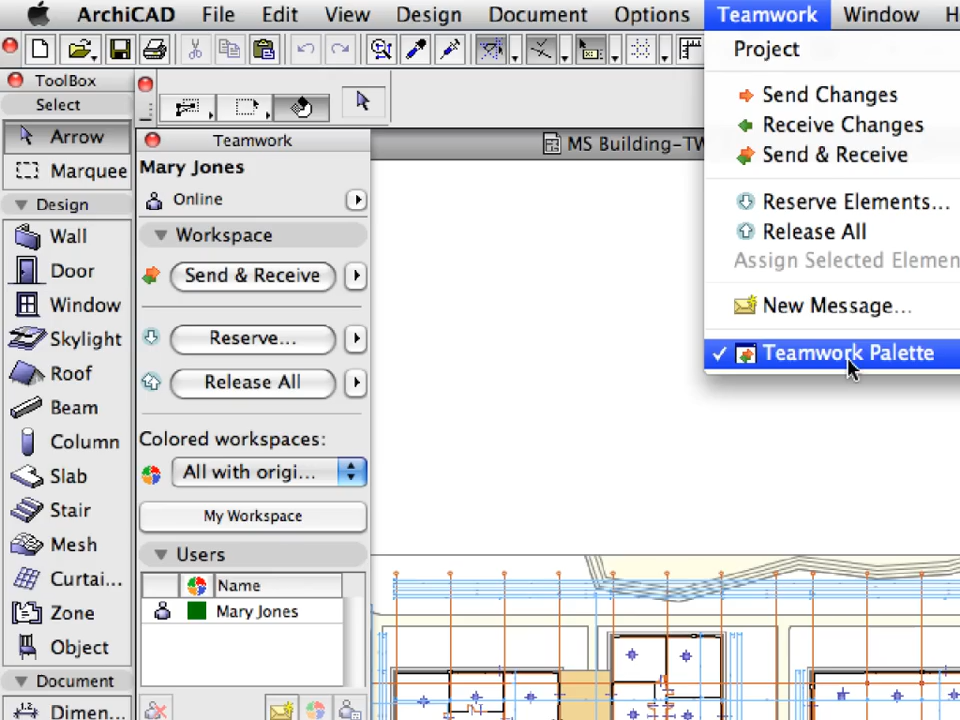 ArchiCAD File Edit View Design Document Options Teamwork Window H
ToolBox
Select
Arrow
Marquee
Design
Wall
Door
Window
Skylight
Roof
Beam
Column
Slab
Stair
Mesh
Curtai...
Zone
Object
Document
Dimen...
Teamwork
Mary Jones
Online
Workspace
Send & Receive
Reserve...
Release All
Colored workspaces:
All with origi...
My Workspace
Users
Name
Mary Jones
MS Building-TW
Project
Send Changes
Receive Changes
Send & Receive
Reserve Elements...
Release All
Assign Selected Elemen
New Message...
Teamwork Palette